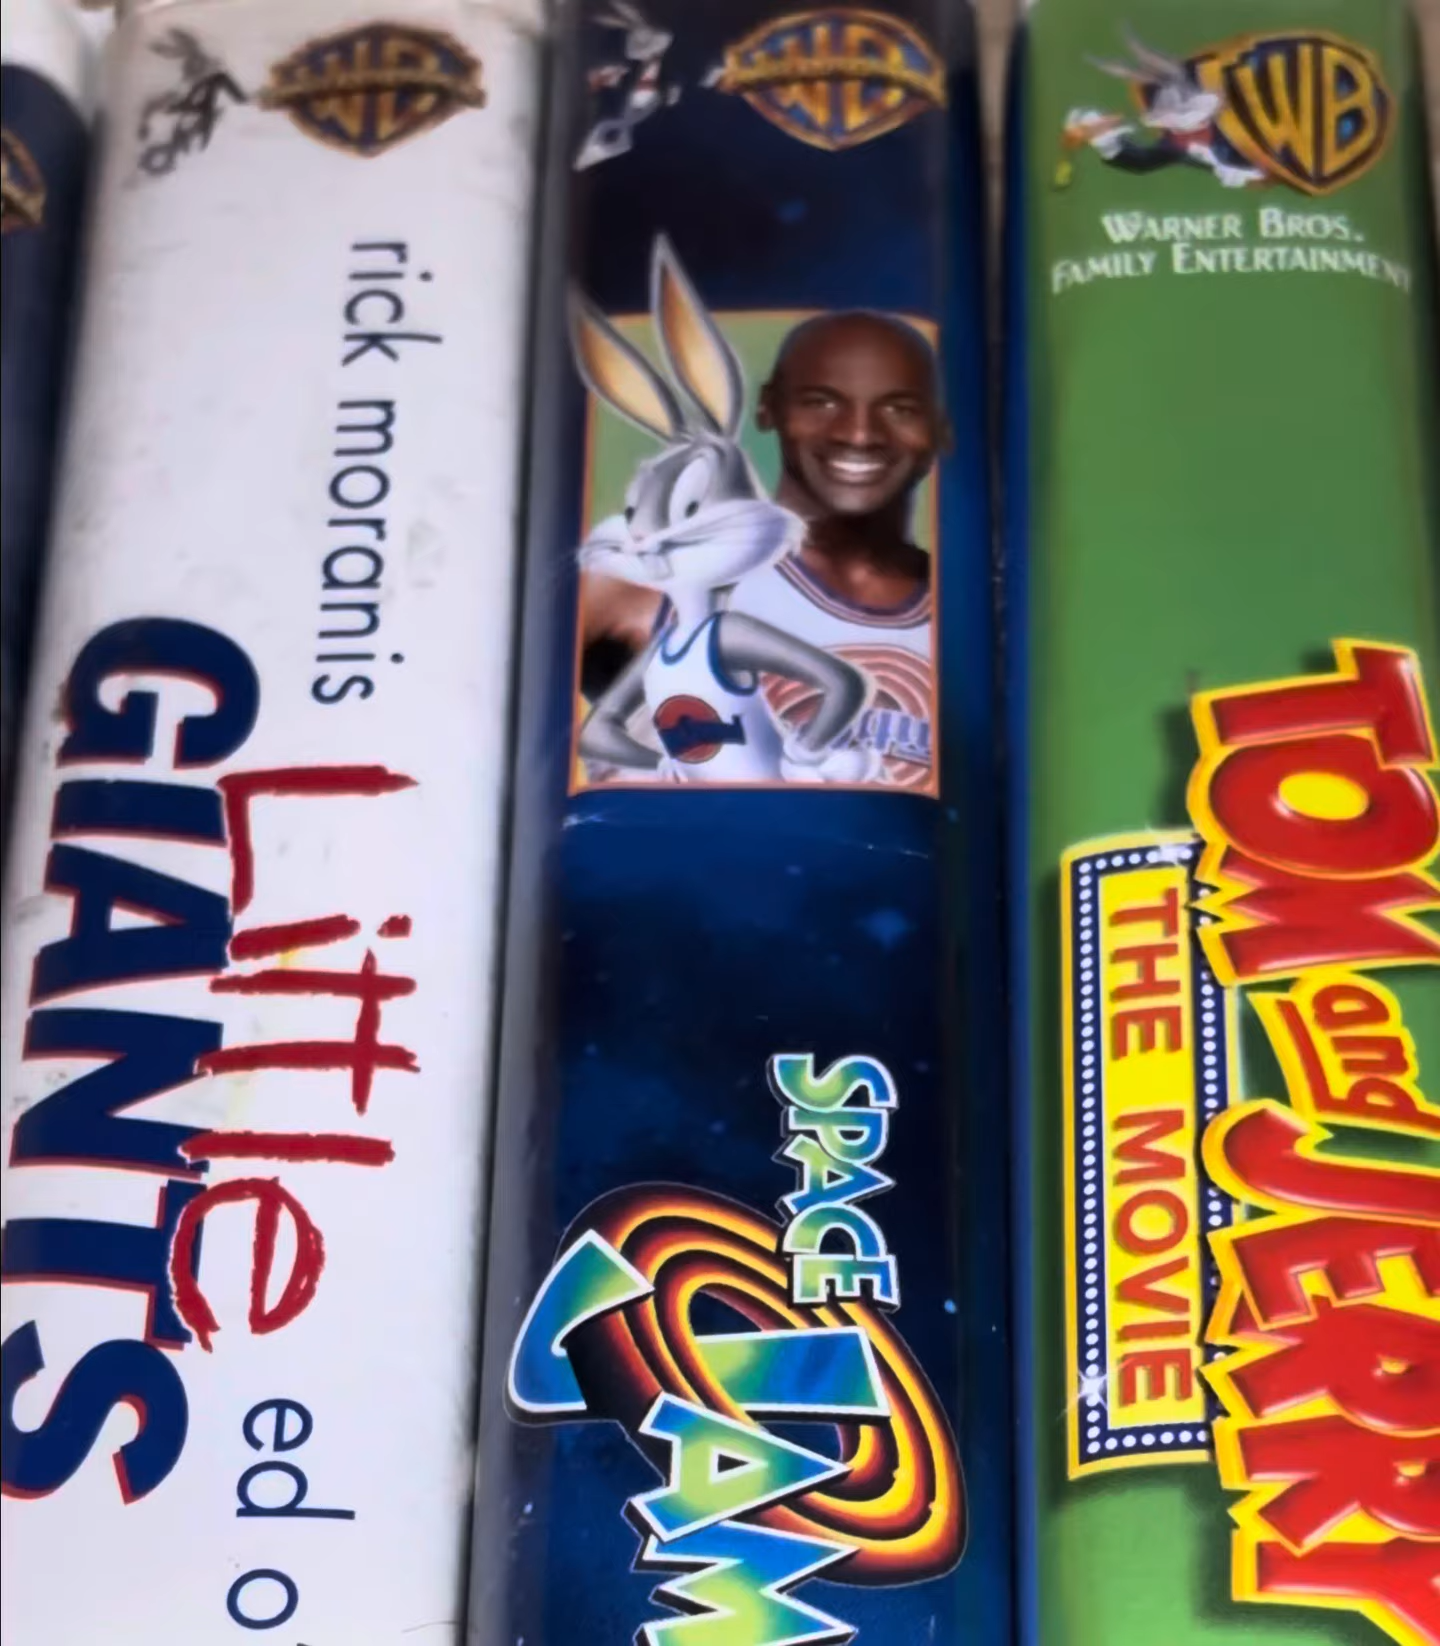 WB
rick moranis
Little
GIANTS
ed o'
WB
SPACE
JAM
WB
WARNER BROS.
FAMILY ENTERTAINMENT
TOM and JERRY
THE MOVIE